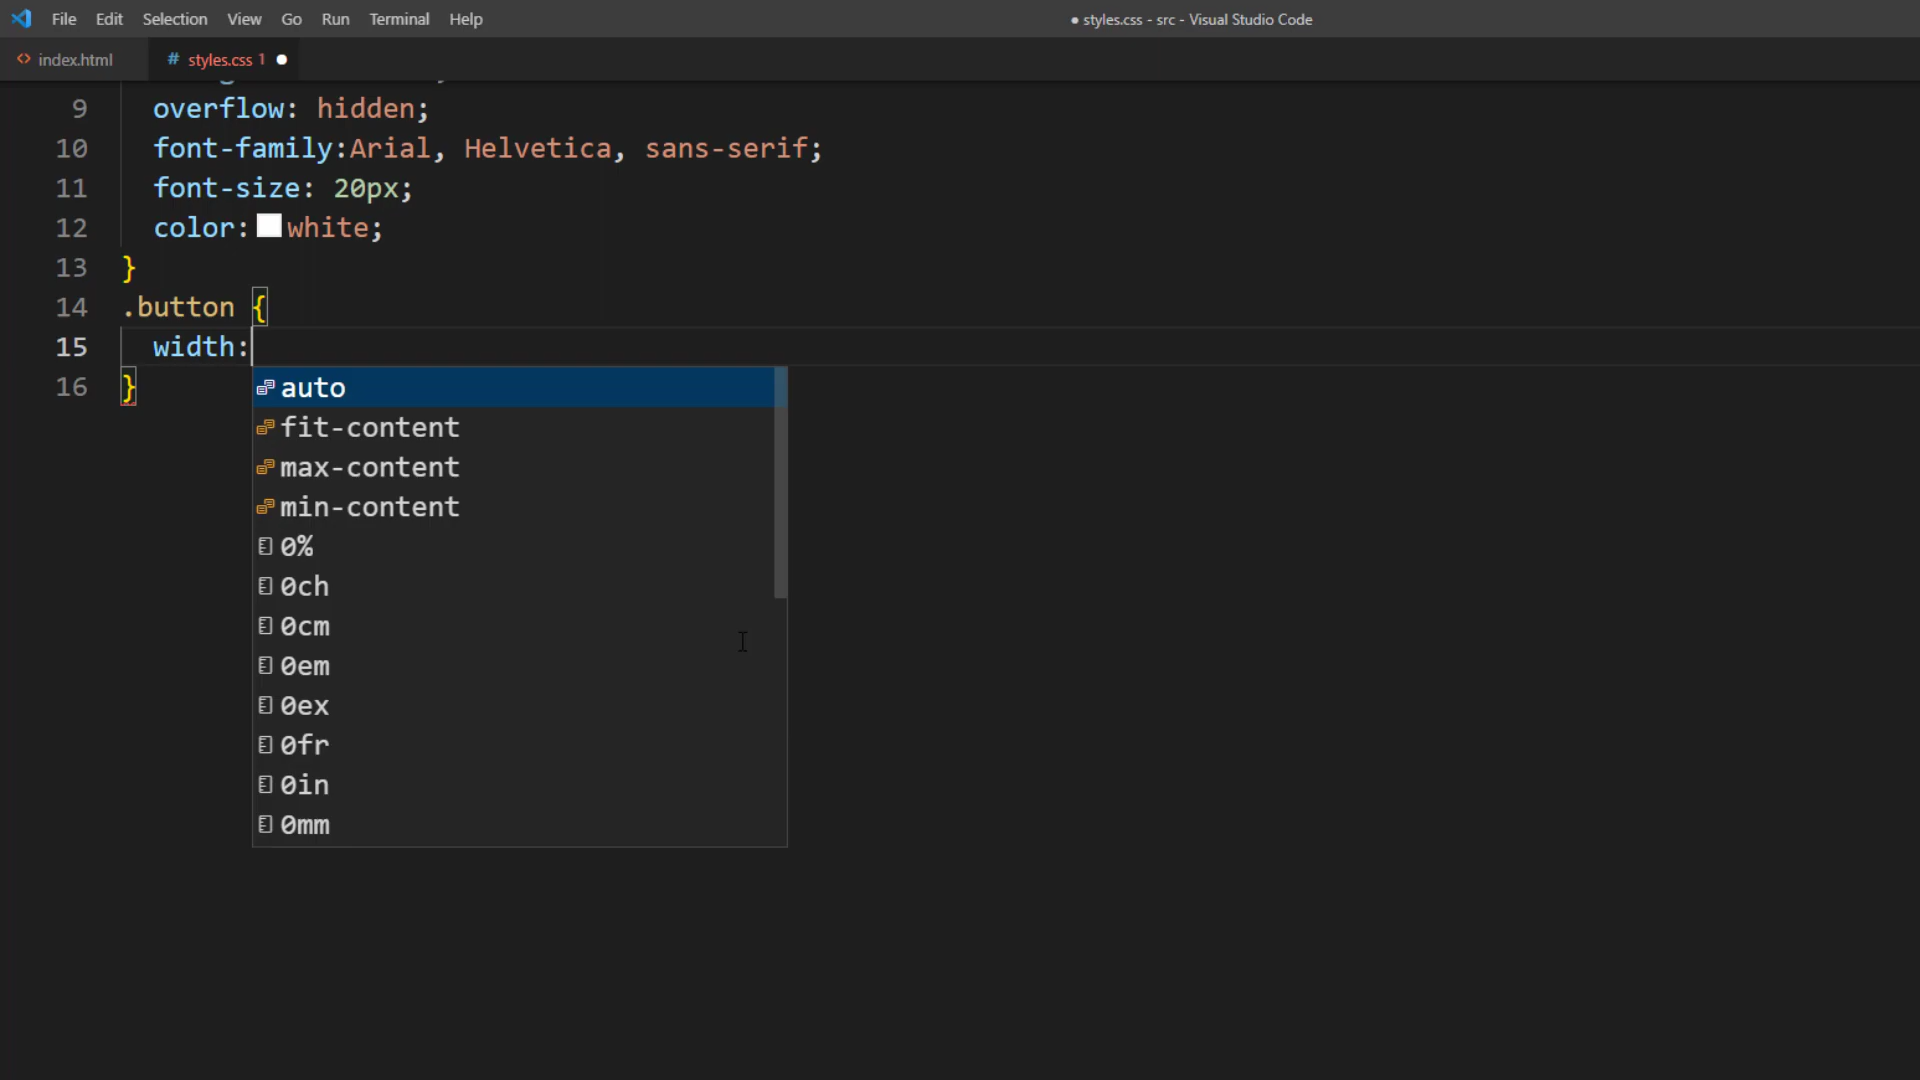 File Edit Selection View Go Run Terminal Help
● styles.css - src - Visual Studio Code
index.html
# styles.css 1 ●
9 overflow: hidden;
10 font-family:Arial, Helvetica, sans-serif;
11 font-size: 20px;
12 color: white;
13 }
14 .button {
15 width:
16 }
auto
fit-content
max-content
min-content
0%
0ch
0cm
0em
0ex
0fr
0in
0mm